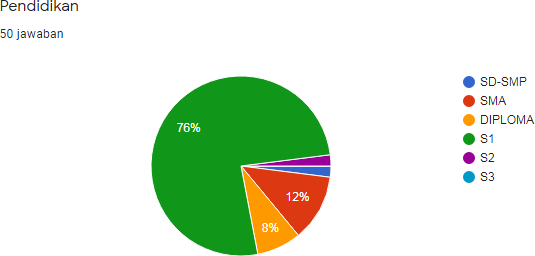 Pendidikan
50 jawaban
76%
12%
8%
SD-SMP
SMA
DIPLOMA
S1
S2
S3